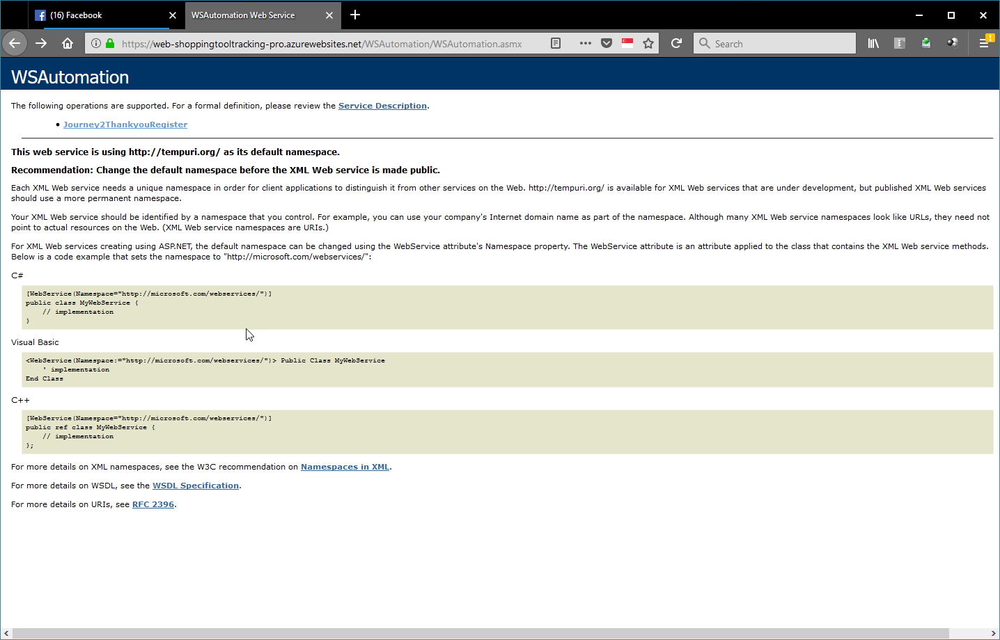 (16) Facebook
WSAutomation Web Service
https://web-shoppingtooltracking-pro.azurewebsites.net/WSAutomation/WSAutomation.asmx
Search
WSAutomation
The following operations are supported. For a formal definition, please review the Service Description.
Journey2ThankyouRegister
This web service is using http://tempuri.org/ as its default namespace.
Recommendation: Change the default namespace before the XML Web service is made public.
Each XML Web service needs a unique namespace in order for client applications to distinguish it from other services on the Web. http://tempuri.org/ is available for XML Web services that are under development, but published XML Web services
should use a more permanent namespace.
Your XML Web service should be identified by a namespace that you control. For example, you can use your company's Internet domain name as part of the namespace. Although many XML Web service namespaces look like URLs, they need not
point to actual resources on the Web. (XML Web service namespaces are URIs.)
For XML Web services creating using ASP.NET, the default namespace can be changed using the WebService attribute's Namespace property. The WebService attribute is an attribute applied to the class that contains the XML Web service methods.
Below is a code example that sets the namespace to "http://microsoft.com/webservices/":
C#
[WebService(Namespace="http://microsoft.com/webservices/")]
public class MyWebService {
// implementation
}
Visual Basic
<WebService(Namespace:="http://microsoft.com/webservices/")> Public Class MyWebService
' implementation
End Class
C++
[WebService(Namespace="http://microsoft.com/webservices/")]
public ref class MyWebService {
// implementation
};
For more details on XML namespaces, see the W3C recommendation on Namespaces in XML.
For more details on WSDL, see the WSDL Specification.
For more details on URIs, see RFC 2396.